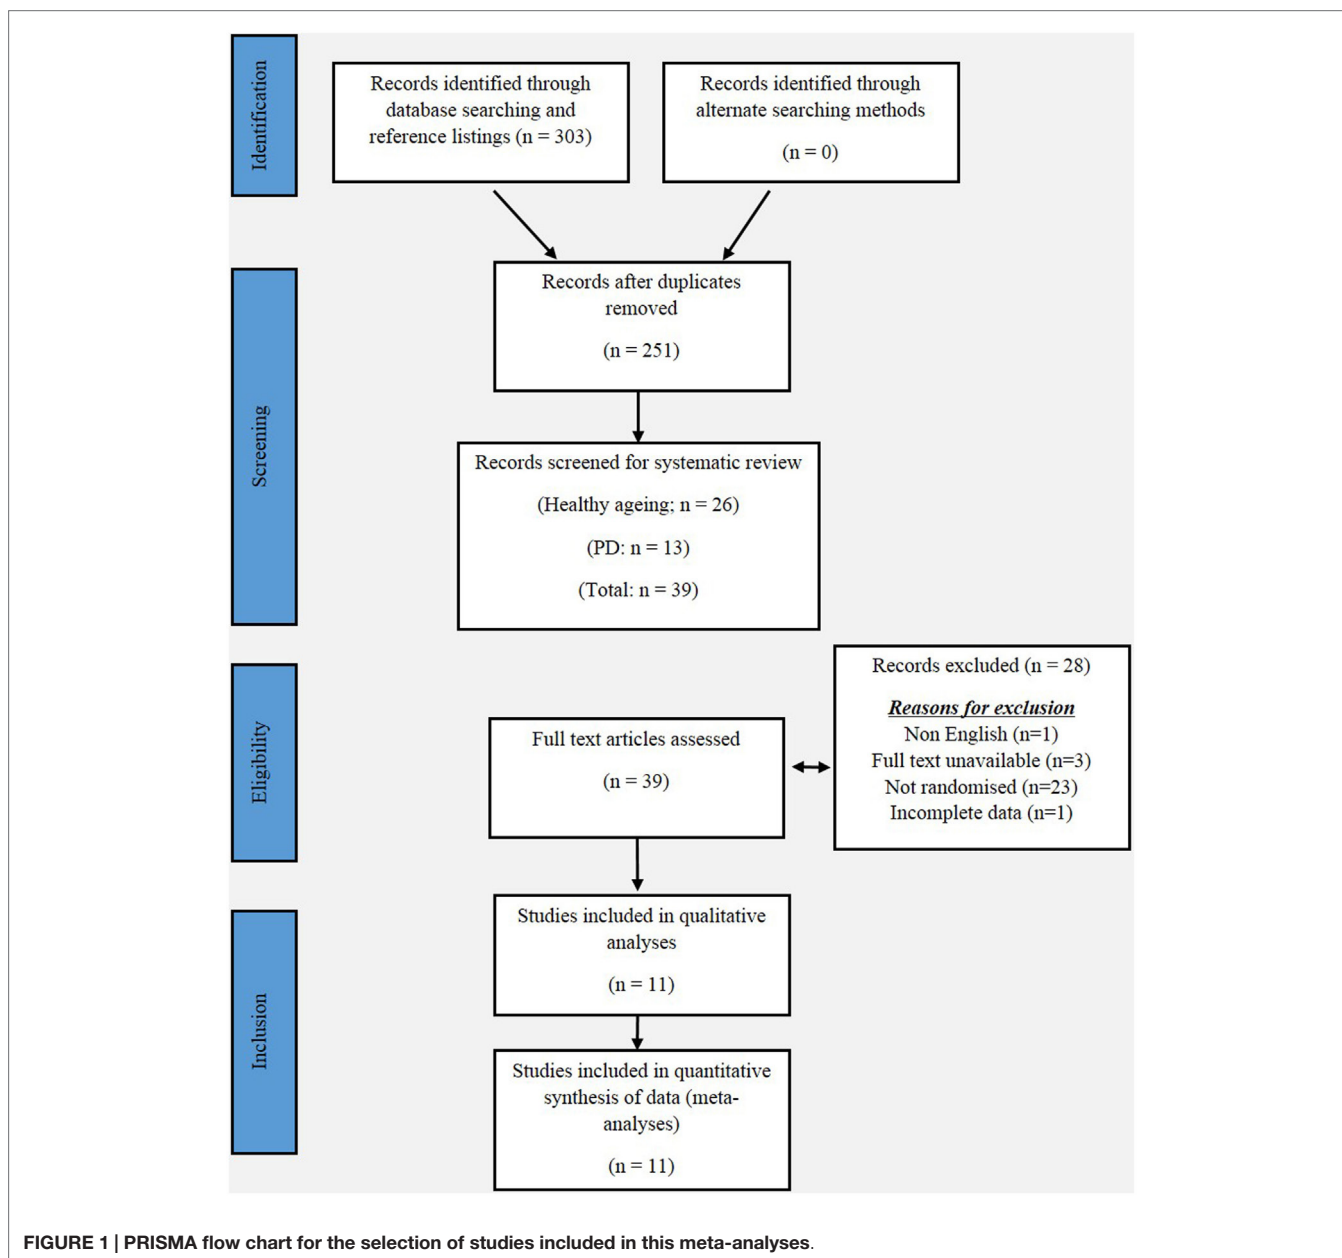 Identification
Records identified through
database searching and
reference listings (n = 303)
Records identified through
alternate searching methods
(n = 0)
Screening
Records after duplicates
removed
(n = 251)
Records screened for systematic review
(Healthy ageing; n = 26)
(PD: n = 13)
(Total: n = 39)
Eligibility
Full text articles assessed
(n = 39)
Records excluded (n = 28)
Reasons for exclusion
Non English (n=1)
Full text unavailable (n=3)
Not randomised (n=23)
Incomplete data (n=1)
Inclusion
Studies included in qualitative
analyses
(n = 11)
Studies included in quantitative
synthesis of data (meta-
analyses)
(n = 11)
FIGURE 1 | PRISMA flow chart for the selection of studies included in this meta-analyses.